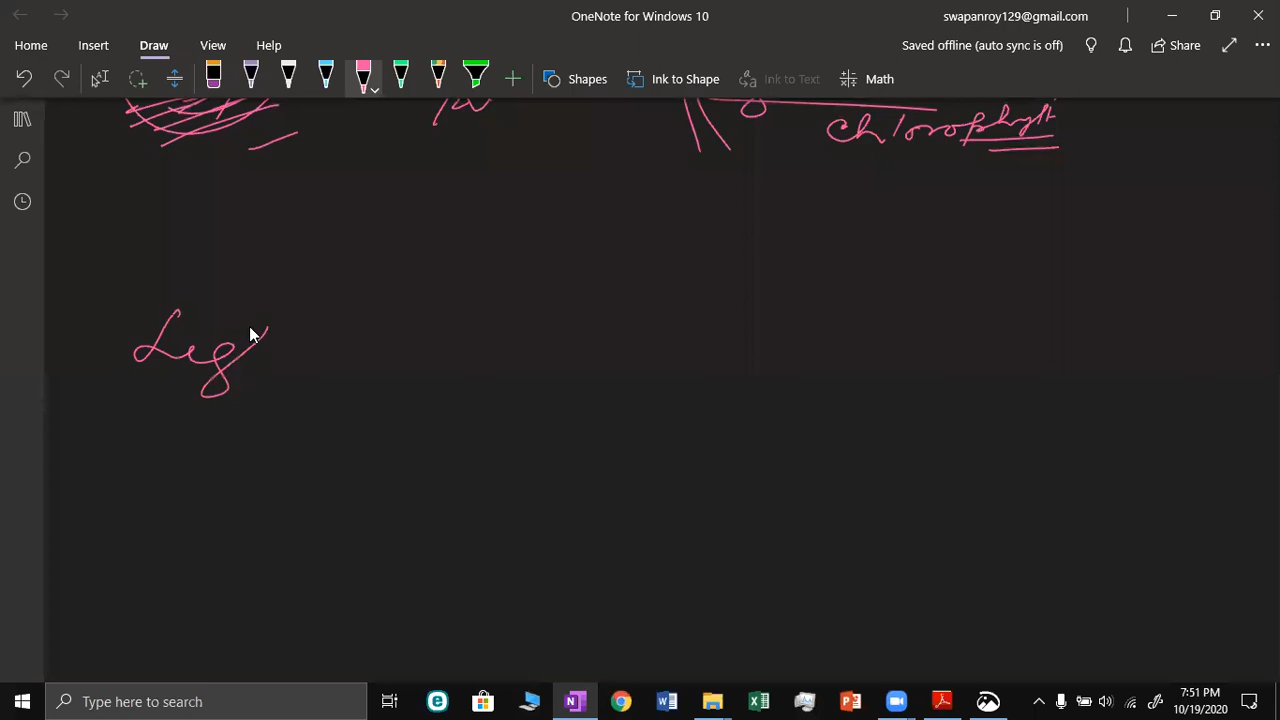 OneNote for Windows 10
swapanroy129@gmail.com
Home Insert Draw View Help
Saved offline (auto sync is off) Share
Shapes Ink to Shape Ink to Text Math
chlorophyll
Leg
Type here to search
7:51 PM
10/19/2020